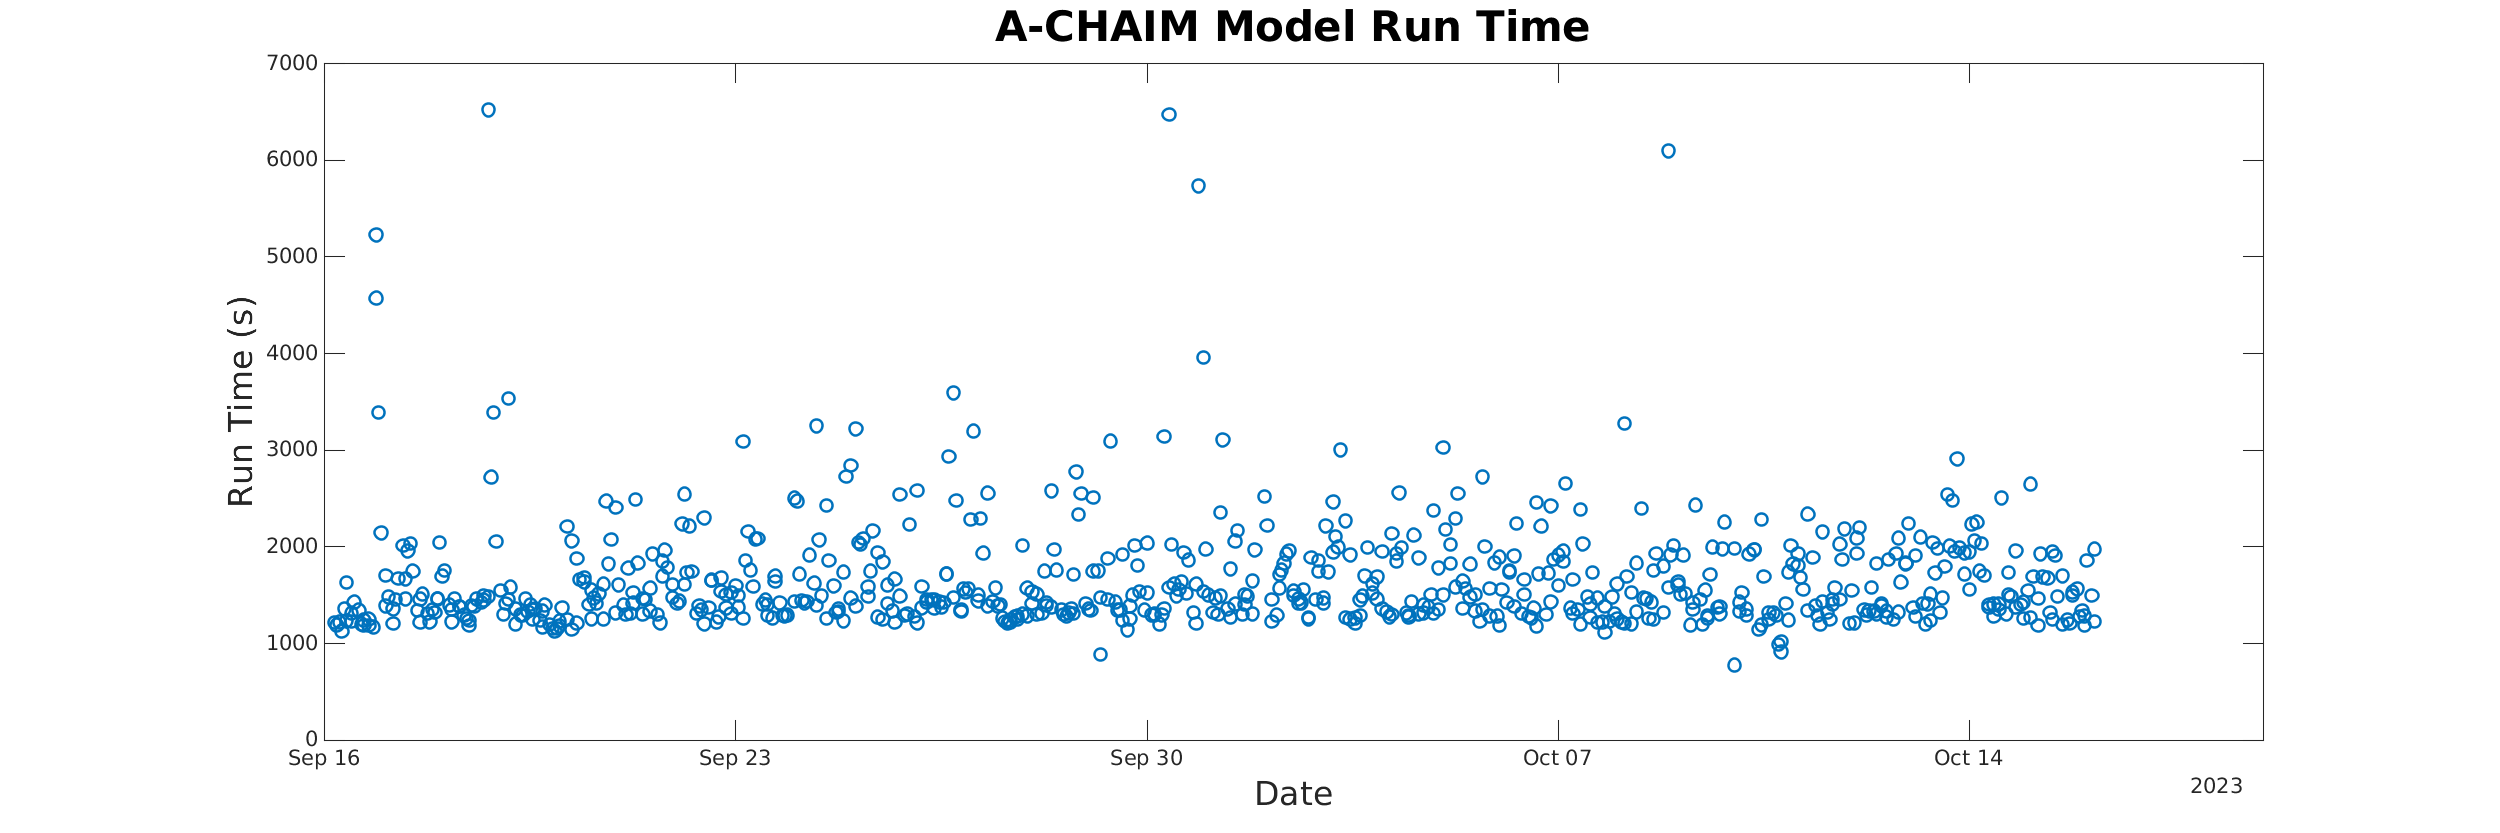 A-CHAIM Model Run Time
7000
6000
5000
4000
3000
2000
1000
0
Run Time (s)
Sep 16 Sep 23 Sep 30 Oct 07 Oct 14
Date
2023